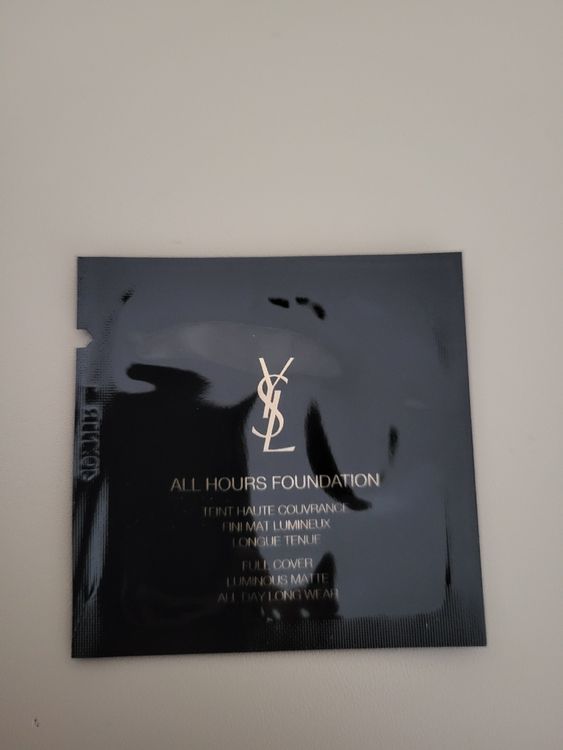 YSL
ALL HOURS FOUNDATION
TEINT HAUTE COUVRANCE
FINI MAT LUMINEUX
LONGUE TENUE
FULL COVER
LUMINOUS MATTE
ALL DAY LONG WEAR